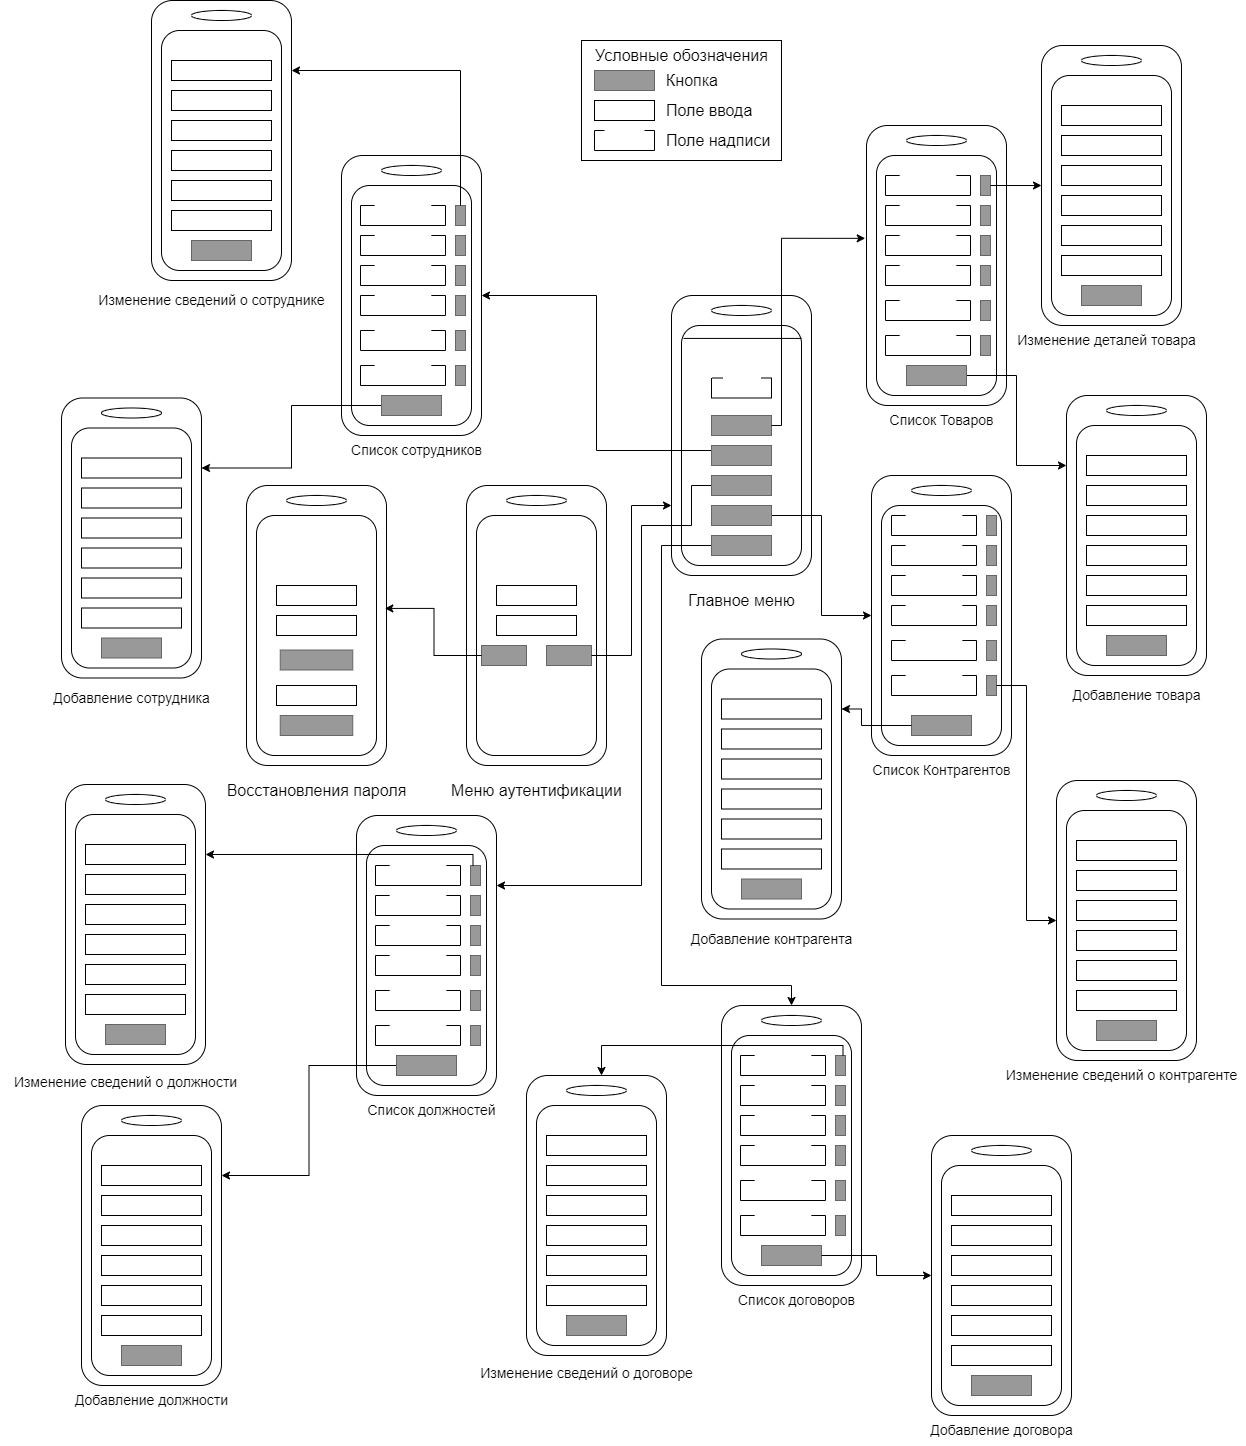 Условные обозначения
Кнопка
Поле ввода
Поле надписи
Изменение сведений о сотруднике
Изменение деталей товара
Список Товаров
Список сотрудников
Главное меню
Добавление сотрудника
Добавление товара
Список Контрагентов
Восстановления пароля
Меню аутентификации
Добавление контрагента
Изменение сведений о контрагенте
Изменение сведений о должности
Список должностей
Список договоров
Изменение сведений о договоре
Добавление должности
Добавление договора